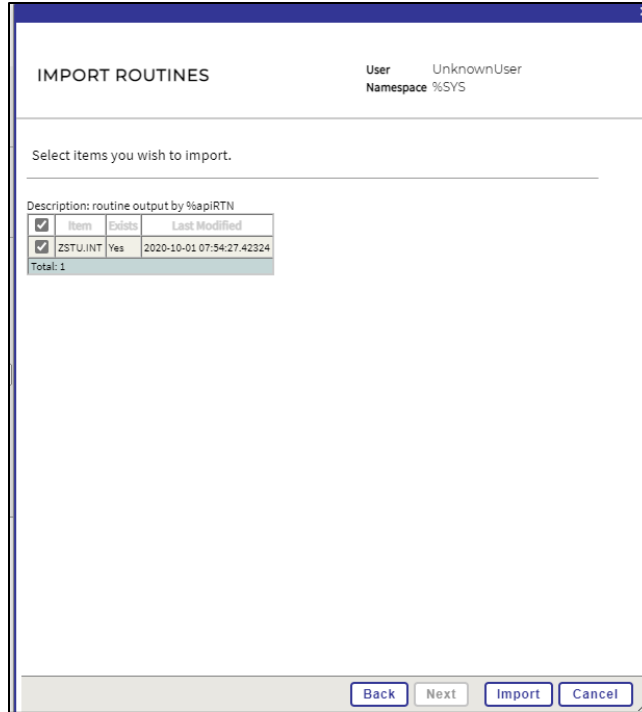 IMPORT ROUTINES
User UnknownUser
Namespace %SYS
Select items you wish to import.
Description: routine output by %apiRTN
Item Exists Last Modified
ZSTU.INT Yes 2020-10-01 07:54:27.42324
Total: 1
Back Next Import Cancel